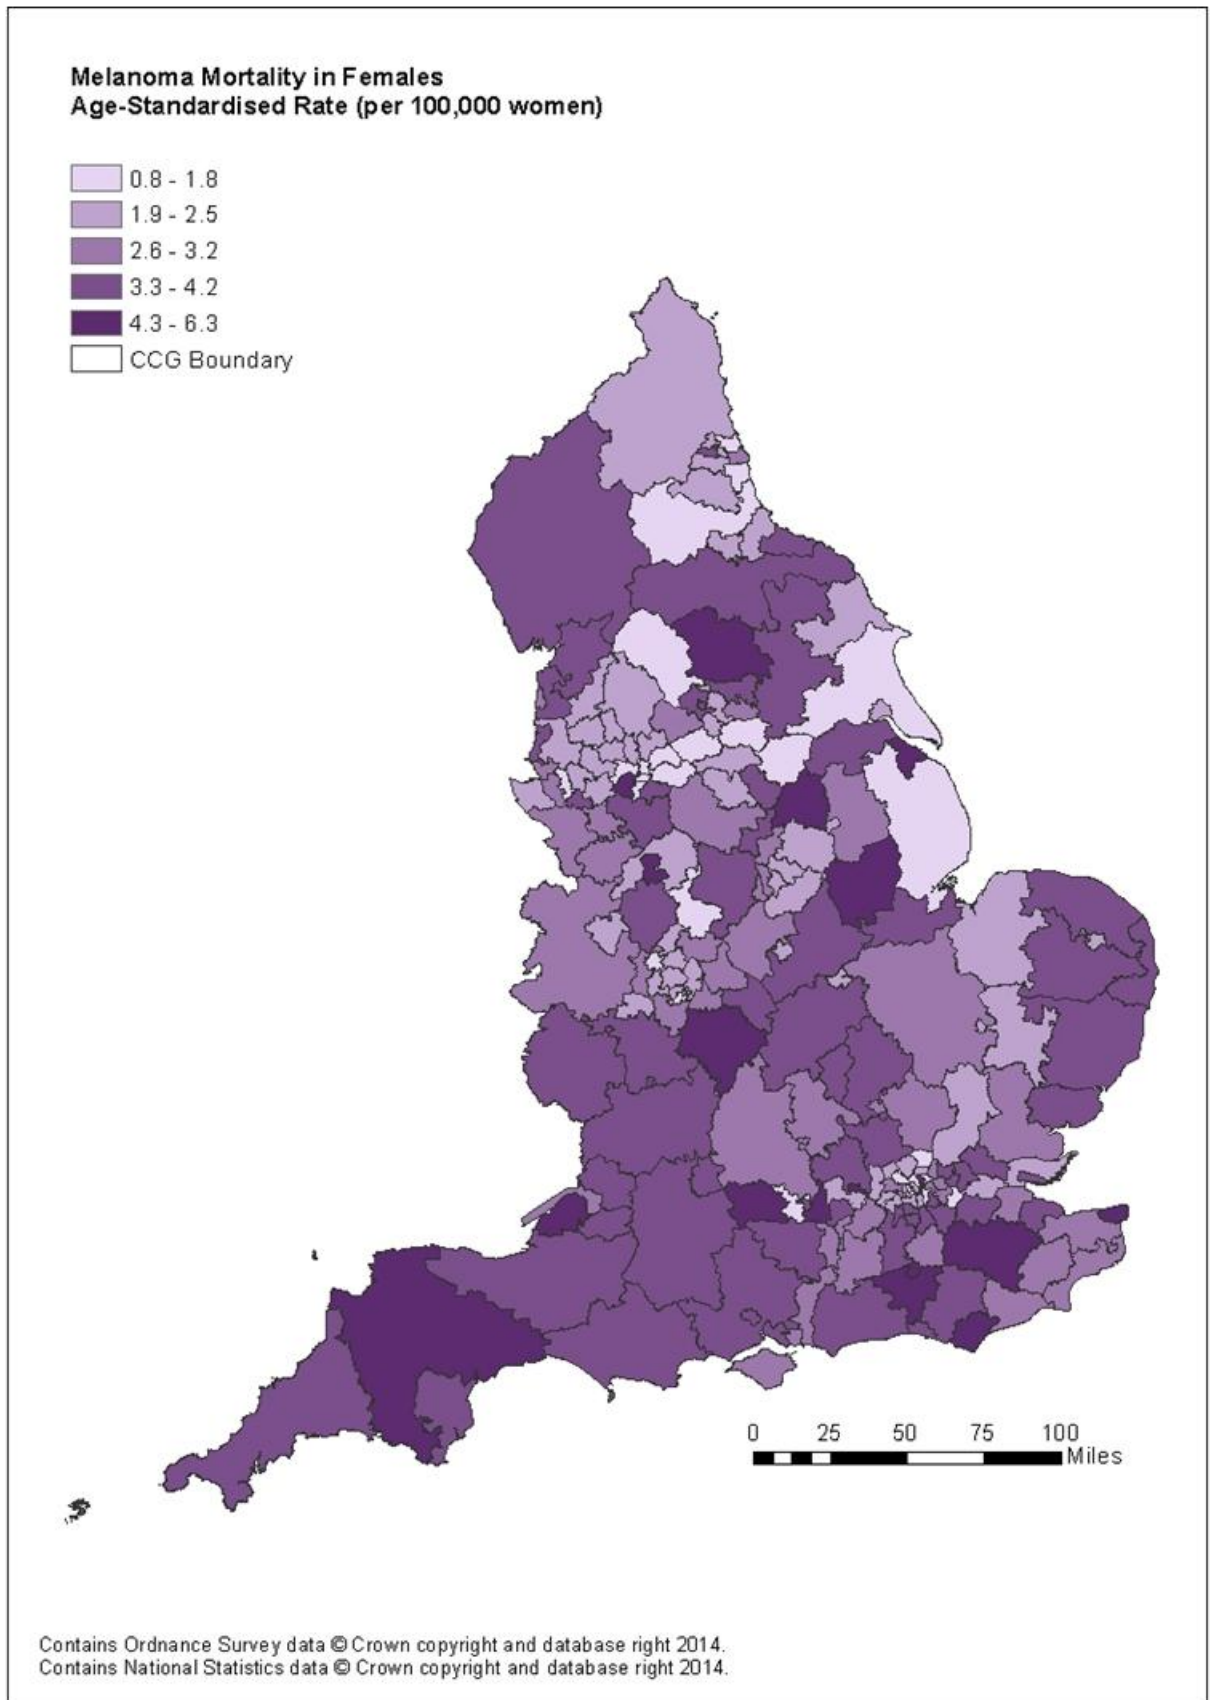 Melanoma Mortality in Females
Age-Standardised Rate (per 100,000 women)
0.8 - 1.8
1.9 - 2.5
2.6 - 3.2
3.3 - 4.2
4.3 - 6.3
CCG Boundary
0 25 50 75 100
Miles
Contains Ordnance Survey data © Crown copyright and database right 2014.
Contains National Statistics data © Crown copyright and database right 2014.